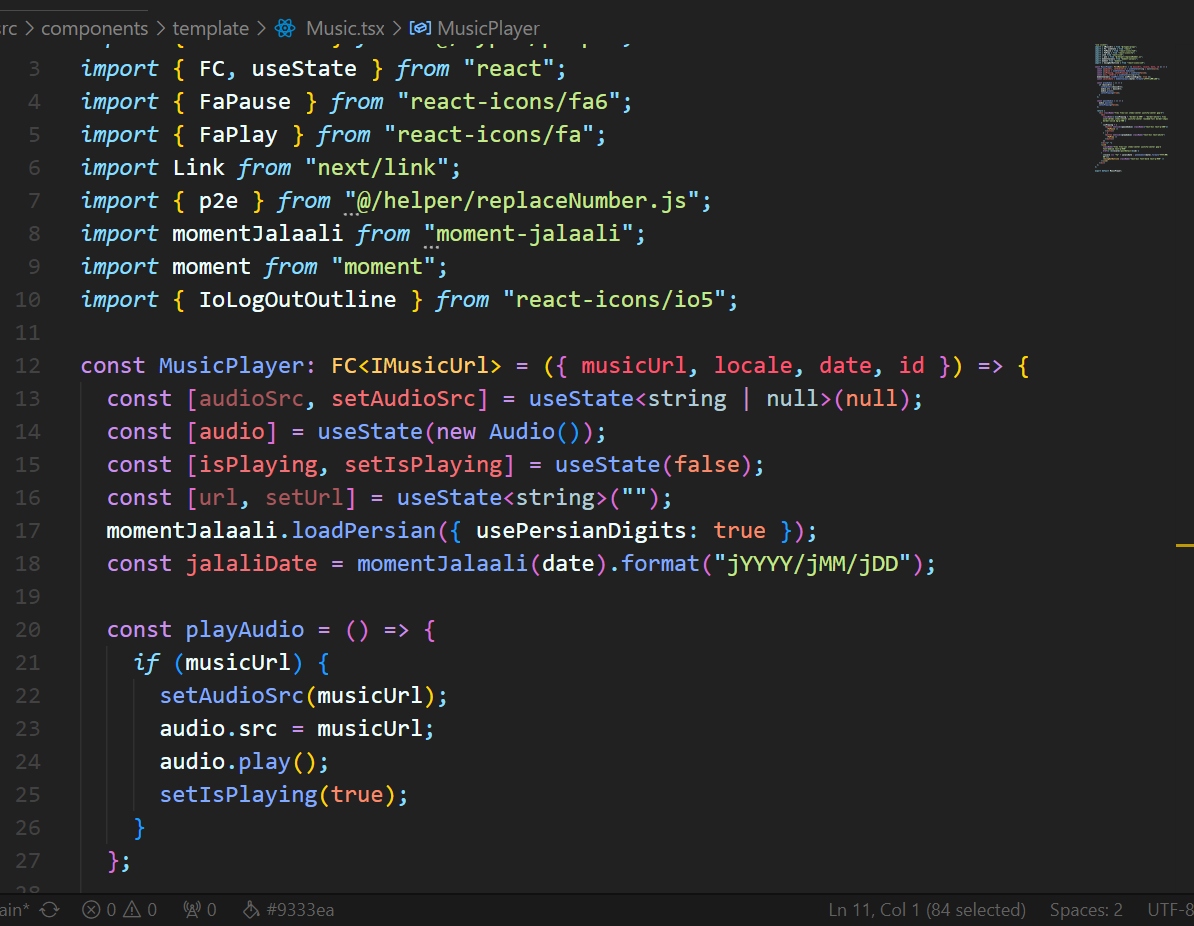 src > components > template > Music.tsx > MusicPlayer
3 import { FC, useState } from "react";
4 import { FaPause } from "react-icons/fa6";
5 import { FaPlay } from "react-icons/fa";
6 import Link from "next/link";
7 import { p2e } from "@/helper/replaceNumber.js";
8 import momentJalaali from "moment-jalaali";
9 import moment from "moment";
10 import { IoLogOutOutline } from "react-icons/io5";
11
12 const MusicPlayer: FC<IMusicUrl> = ({ musicUrl, locale, date, id }) => {
13 const [audioSrc, setAudioSrc] = useState<string | null>(null);
14 const [audio] = useState(new Audio());
15 const [isPlaying, setIsPlaying] = useState(false);
16 const [url, setUrl] = useState<string>("");
17 momentJalaali.loadPersian({ usePersianDigits: true });
18 const jalaliDate = momentJalaali(date).format("jYYYY/jMM/jDD");
19
20 const playAudio = () => {
21 if (musicUrl) {
22 setAudioSrc(musicUrl);
23 audio.src = musicUrl;
24 audio.play();
25 setIsPlaying(true);
26 }
27 };
ain* 0 0 0 #9333ea Ln 11, Col 1 (84 selected) Spaces: 2 UTF-8